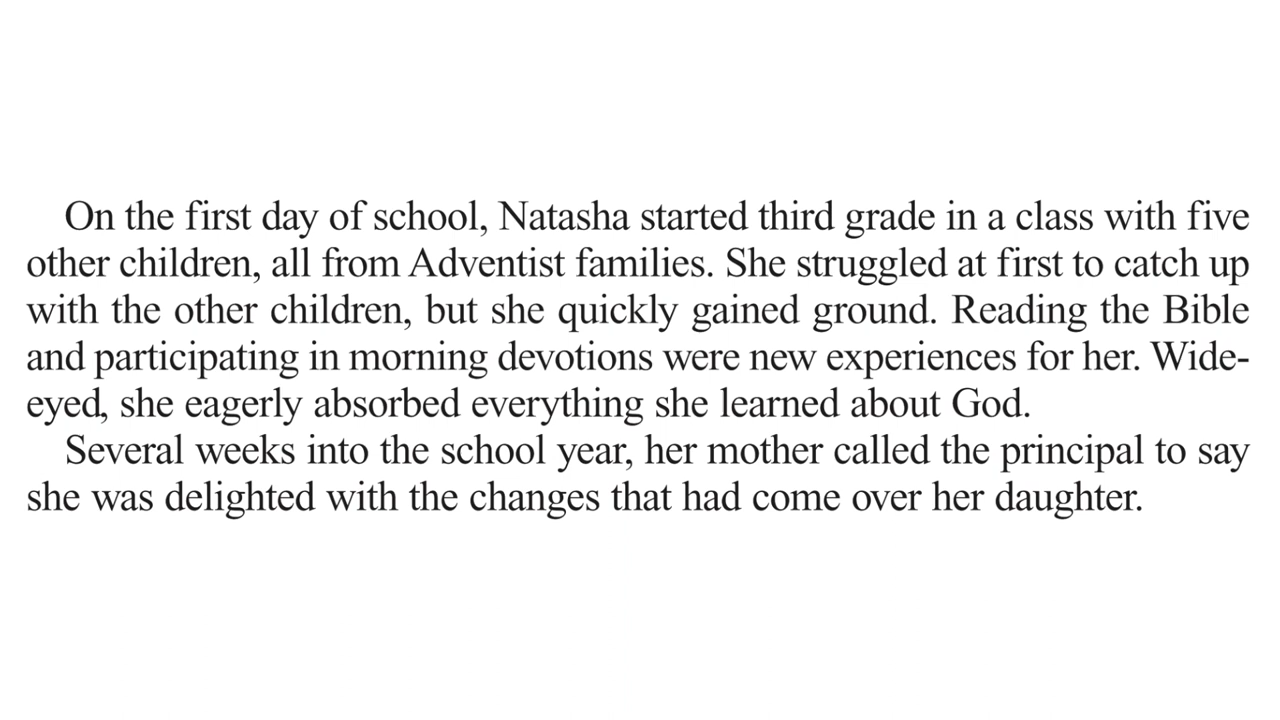 On the first day of school, Natasha started third grade in a class with five
other children, all from Adventist families. She struggled at first to catch up
with the other children, but she quickly gained ground. Reading the Bible
and participating in morning devotions were new experiences for her. Wide-
eyed, she eagerly absorbed everything she learned about God.
Several weeks into the school year, her mother called the principal to say
she was delighted with the changes that had come over her daughter.